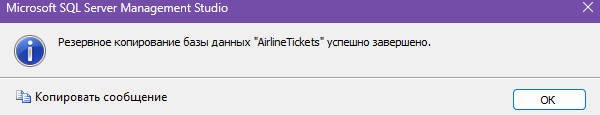 Microsoft SQL Server Management Studio
Резервное копирование базы данных "AirlineTickets" успешно завершено.
Копировать сообщение
OK